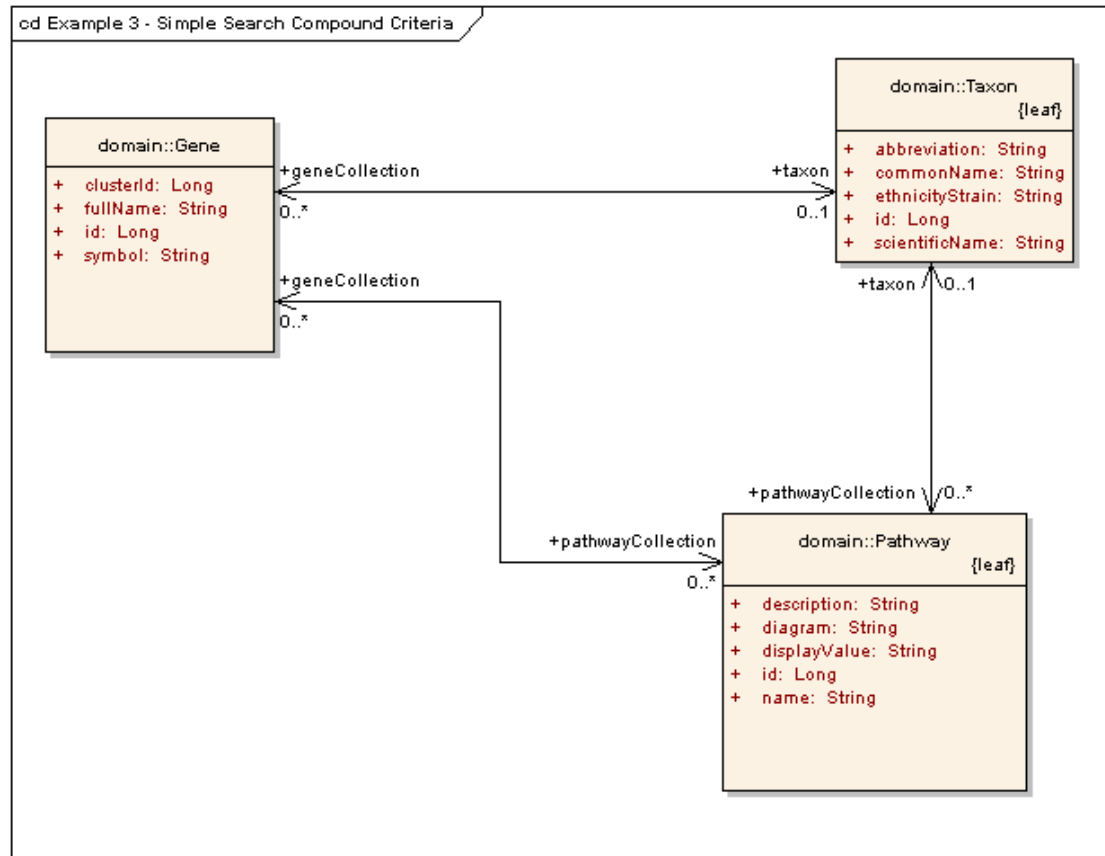 cd Example 3 - Simple Search Compound Criteria
domain::Taxon
{leaf}
+ abbreviation: String
+ commonName: String
+ ethnicityStrain: String
+ id: Long
+ scientificName: String
domain::Gene
+ clusterId: Long
+ fullName: String
+ id: Long
+ symbol: String
+geneCollection
0..*
+taxon
0..1
+geneCollection
0..*
+taxon
0..1
+pathwayCollection
0..*
+pathwayCollection
0..*
domain::Pathway
{leaf}
+ description: String
+ diagram: String
+ displayValue: String
+ id: Long
+ name: String